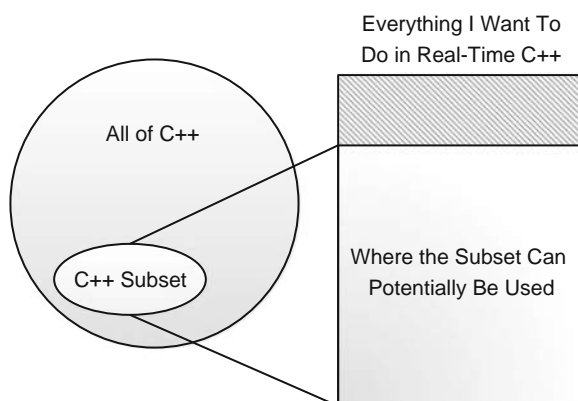 Everything I Want To
Do in Real-Time C++
All of C++
C++ Subset
Where the Subset Can
Potentially Be Used